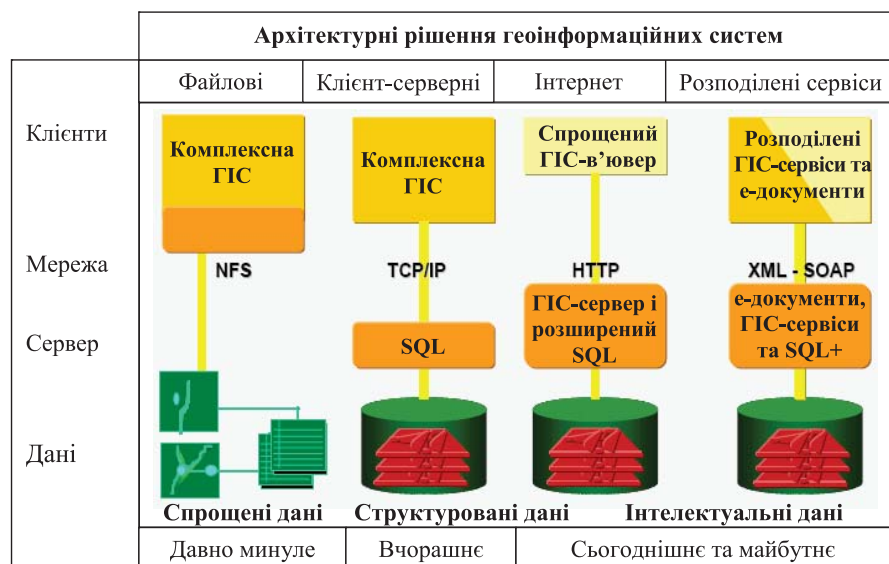 Архітектурні рішення геоінформаційних систем
Файлові Клієнт-серверні Інтернет Розподілені сервіси
Клієнти
Комплексна
ГІС
Комплексна
ГІС
Спрощений
ГІС-в’ювер
Розподілені
ГІС-сервіси та
е-документи
Мережа
NFS TCP/IP HTTP XML - SOAP
Сервер
SQL
ГІС-сервер і
розширений
SQL
е-документи,
ГІС-сервіси
та SQL+
Дані
Спрощені дані Структуровані дані Інтелектуальні дані
Давно минуле Вчорашнє Сьогоднішнє та майбутнє